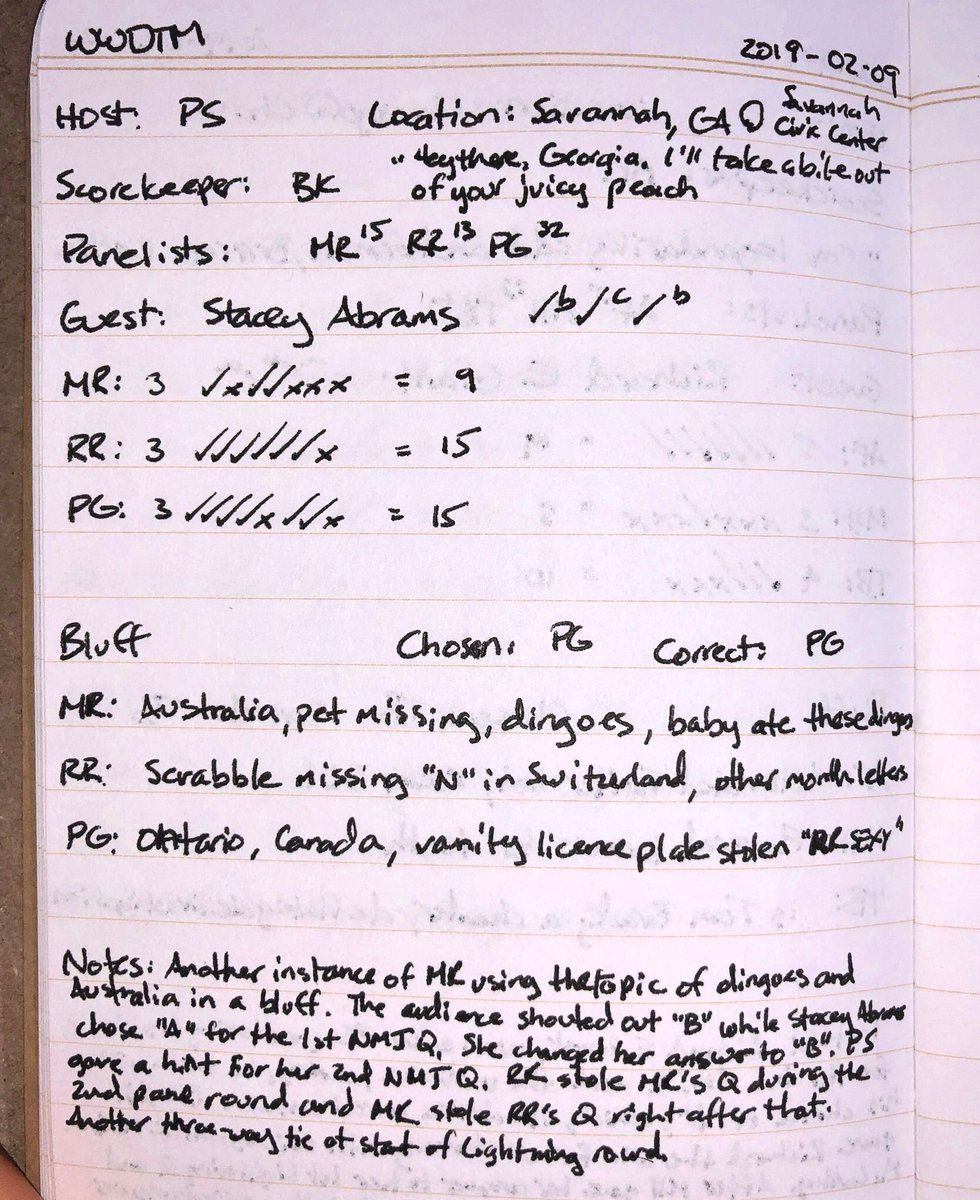 WWDTM
2019-02-09
Host: PS Location: Savannah, GA @ Savannah Civic Center
Scorekeeper: BK "Hey there, Georgia. I'll take a bite out
of your juicy peach
Panelists: MR 15 RR 13 PG 32
Guest: Stacey Abrams ✓b ✓c ✓b
MR: 3 ✓x✓✓xxx = 9
RR: 3 ✓✓✓✓✓✓x = 15
PG: 3 ✓✓✓✓x✓✓x = 15
Bluff Chosen: PG Correct: PG
MR: Australia, pet missing, dingoes, baby ate these dingos
RR: Scrabble missing "N" in Switzerland, other month letters
PG: Ontario, Canada, vanity licence plate stolen "RR SEXY"
Notes: Another instance of MR using the topic of dingoes and
Australia in a bluff. The audience shouted out "B" while Stacey Abrams
chose "A" for the 1st NMJ Q. She changed her answer to "B". PS
gave a hint for her 2nd NMJ Q. RR stole MR's Q during the
2nd panel round and MR stole RR's Q right after that.
Another three-way tie at start of Lightning round.